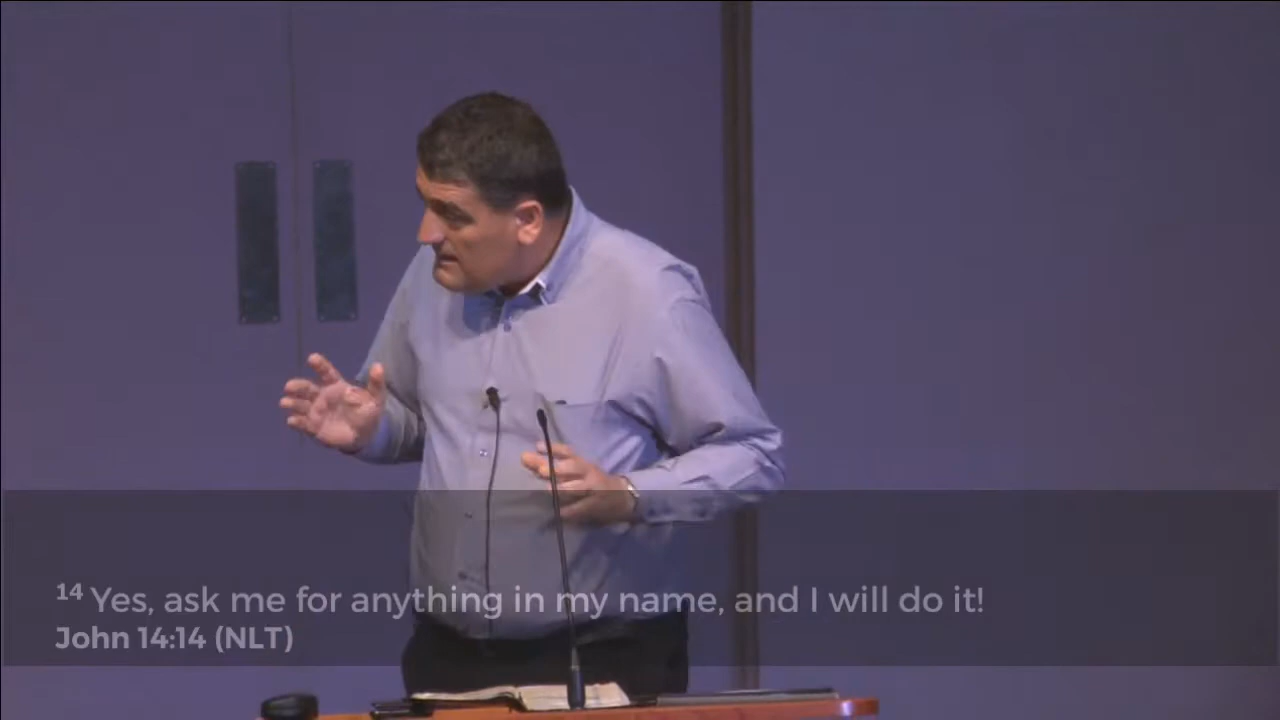 14 Yes, ask me for anything in my name, and I will do it!
John 14:14 (NLT)